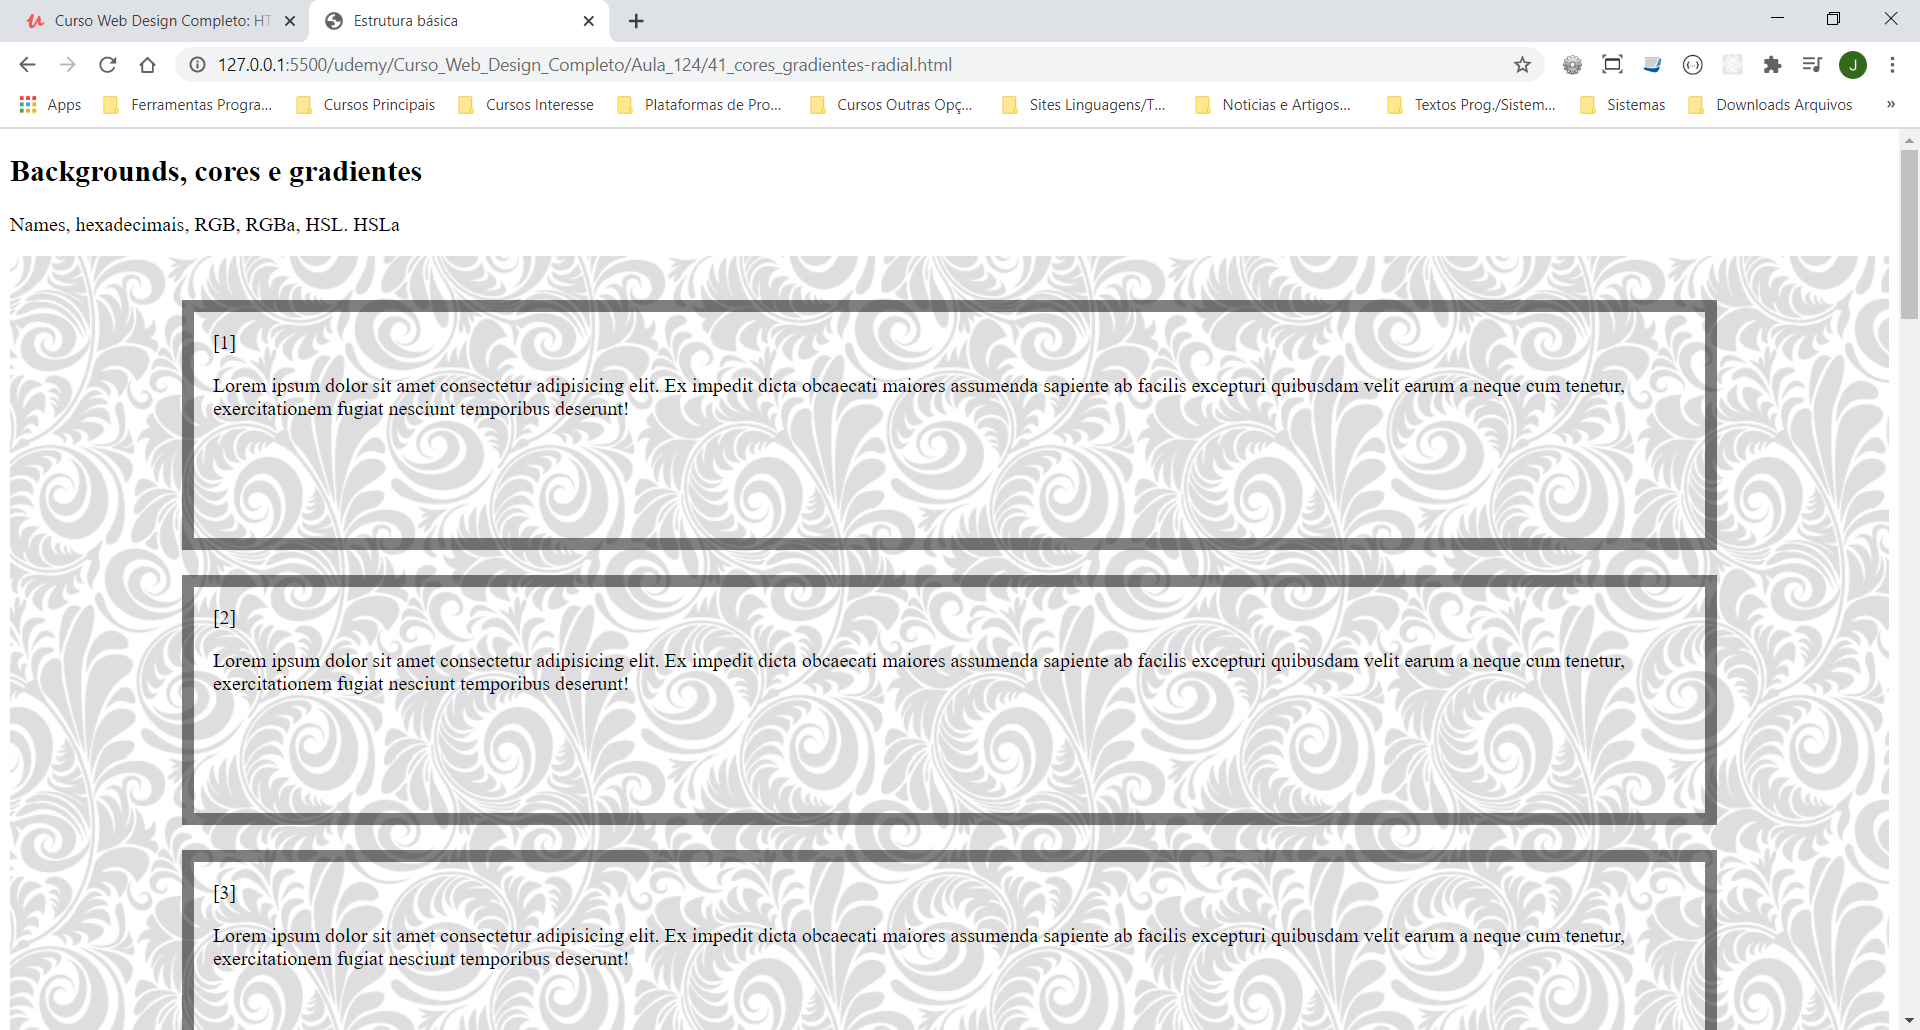 Curso Web Design Completo: HT
Estrutura básica
127.0.0.1:5500/udemy/Curso_Web_Design_Completo/Aula_124/41_cores_gradientes-radial.html
J
Apps
Ferramentas Progra...
Cursos Principais
Cursos Interesse
Plataformas de Pro...
Cursos Outras Opç...
Sites Linguagens/T...
Noticias e Artigos...
Textos Prog./Sistem...
Sistemas
Downloads Arquivos
»
Backgrounds, cores e gradientes
Names, hexadecimais, RGB, RGBa, HSL. HSLa
[1]
Lorem ipsum dolor sit amet consectetur adipisicing elit. Ex impedit dicta obcaecati maiores assumenda sapiente ab facilis excepturi quibusdam velit earum a neque cum tenetur,
exercitationem fugiat nesciunt temporibus deserunt!
[2]
Lorem ipsum dolor sit amet consectetur adipisicing elit. Ex impedit dicta obcaecati maiores assumenda sapiente ab facilis excepturi quibusdam velit earum a neque cum tenetur,
exercitationem fugiat nesciunt temporibus deserunt!
[3]
Lorem ipsum dolor sit amet consectetur adipisicing elit. Ex impedit dicta obcaecati maiores assumenda sapiente ab facilis excepturi quibusdam velit earum a neque cum tenetur,
exercitationem fugiat nesciunt temporibus deserunt!